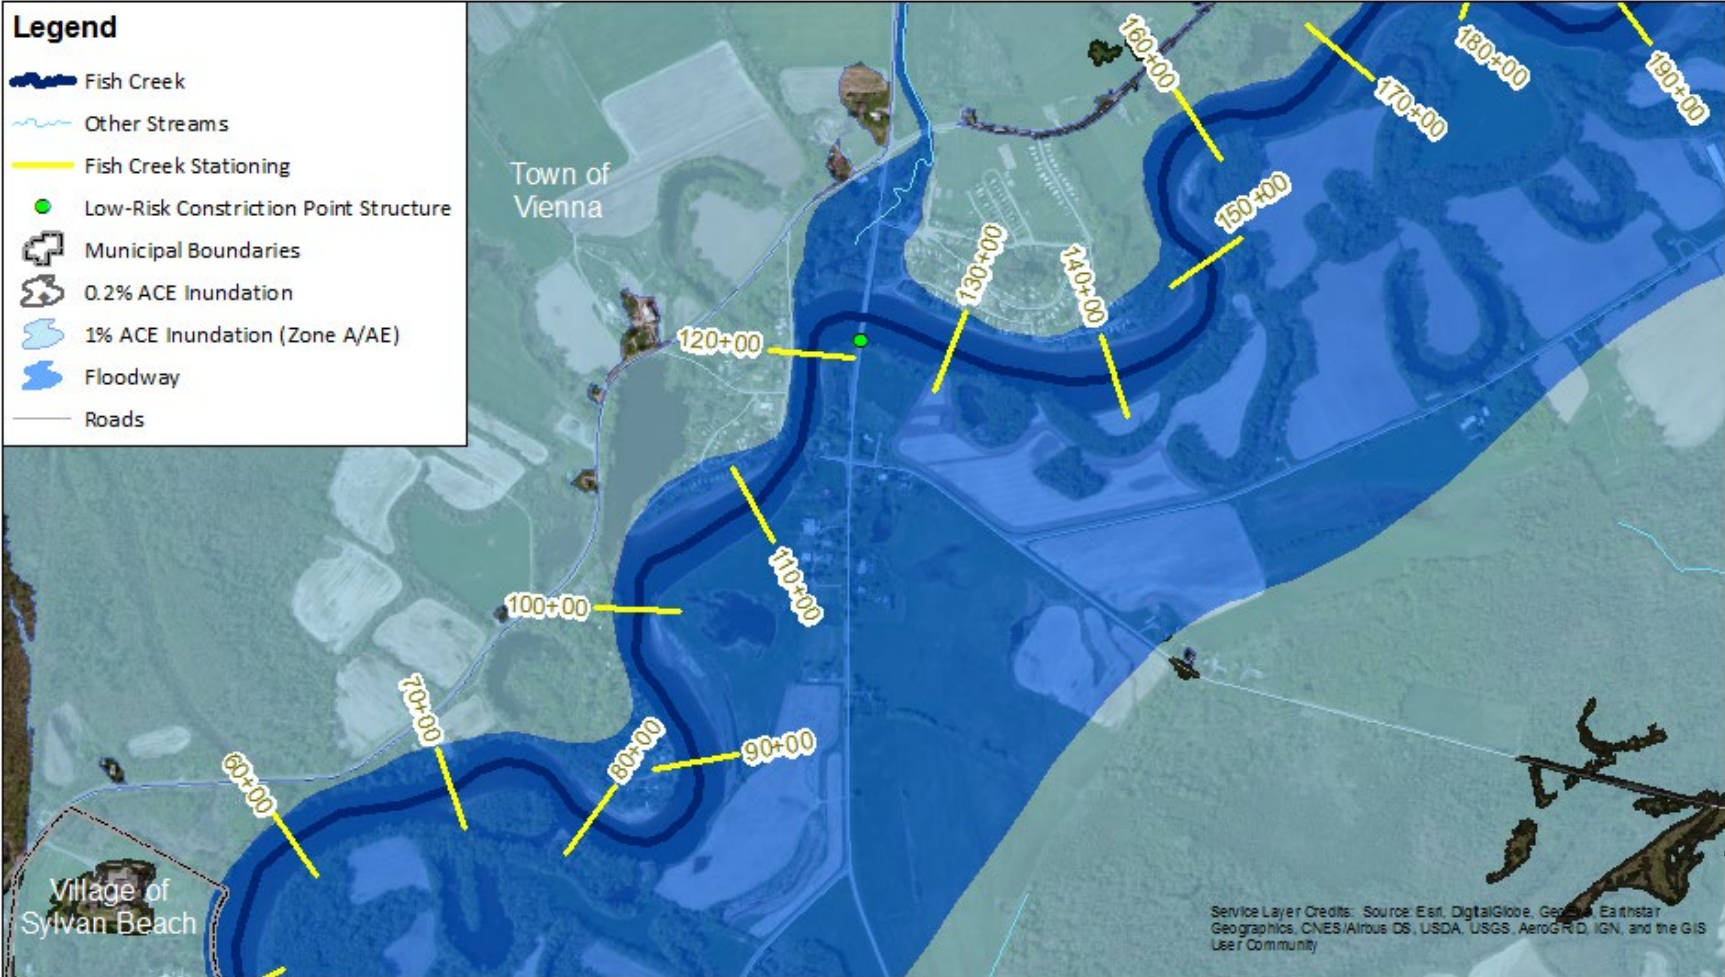 Legend
Fish Creek
Other Streams
Fish Creek Stationing
Low-Risk Constriction Point Structure
Municipal Boundaries
0.2% ACE Inundation
1% ACE Inundation (Zone A/AE)
Floodway
Roads
Town of
Vienna
160+00
180+00
190+00
170+00
150+00
130+00
140+00
120+00
110+00
100+00
70+00
80+00
90+00
60+00
Village of
Sylvan Beach
Service Layer Credits: Source: Esri, DigitalGlobe, Earthstar
Geographics, CNES/Airbus DS, USDA, USGS, AeroGRID, IGN, and the GIS
User Community